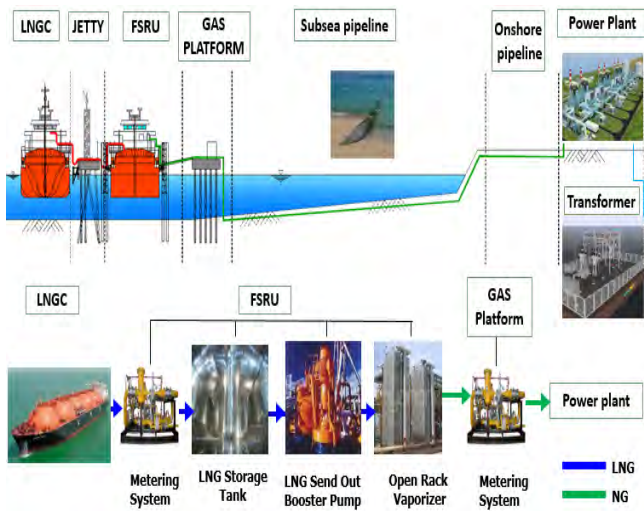 LNGC
JETTY
FSRU
GAS
PLATFORM
Subsea pipeline
Onshore
pipeline
Power Plant
Transformer
LNGC
FSRU
GAS
Platform
Power plant
Metering
System
LNG Storage
Tank
LNG Send Out
Booster Pump
Open Rack
Vaporizer
Metering
System
LNG
NG